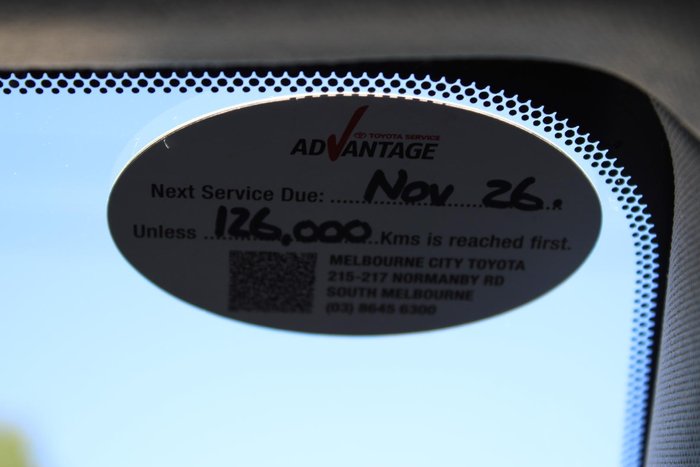 TOYOTA SERVICE
ADVANTAGE
Next Service Due: Nov 26
Unless 126,000 Kms is reached first.
MELBOURNE CITY TOYOTA
215-217 NORMANBY RD
SOUTH MELBOURNE
(03) 8645 6300